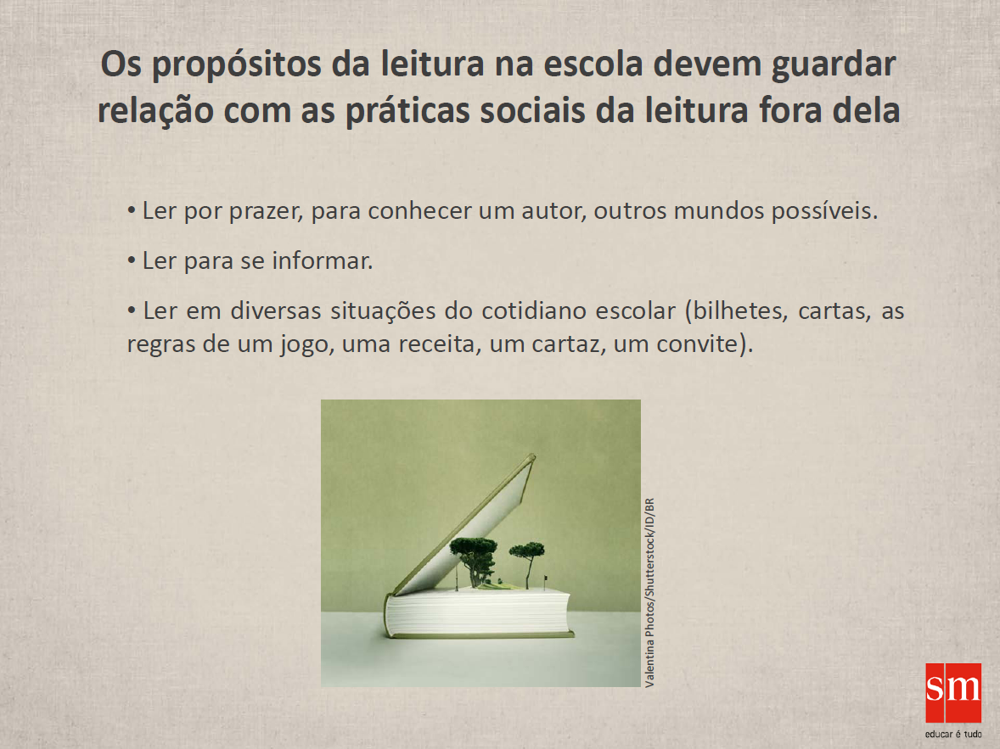 Os propósitos da leitura na escola devem guardar
relação com as práticas sociais da leitura fora dela
• Ler por prazer, para conhecer um autor, outros mundos possíveis.
• Ler para se informar.
• Ler em diversas situações do cotidiano escolar (bilhetes, cartas, as
regras de um jogo, uma receita, um cartaz, um convite).
Valentina Photos/Shutterstock/ID/BR
sm
educar é tudo